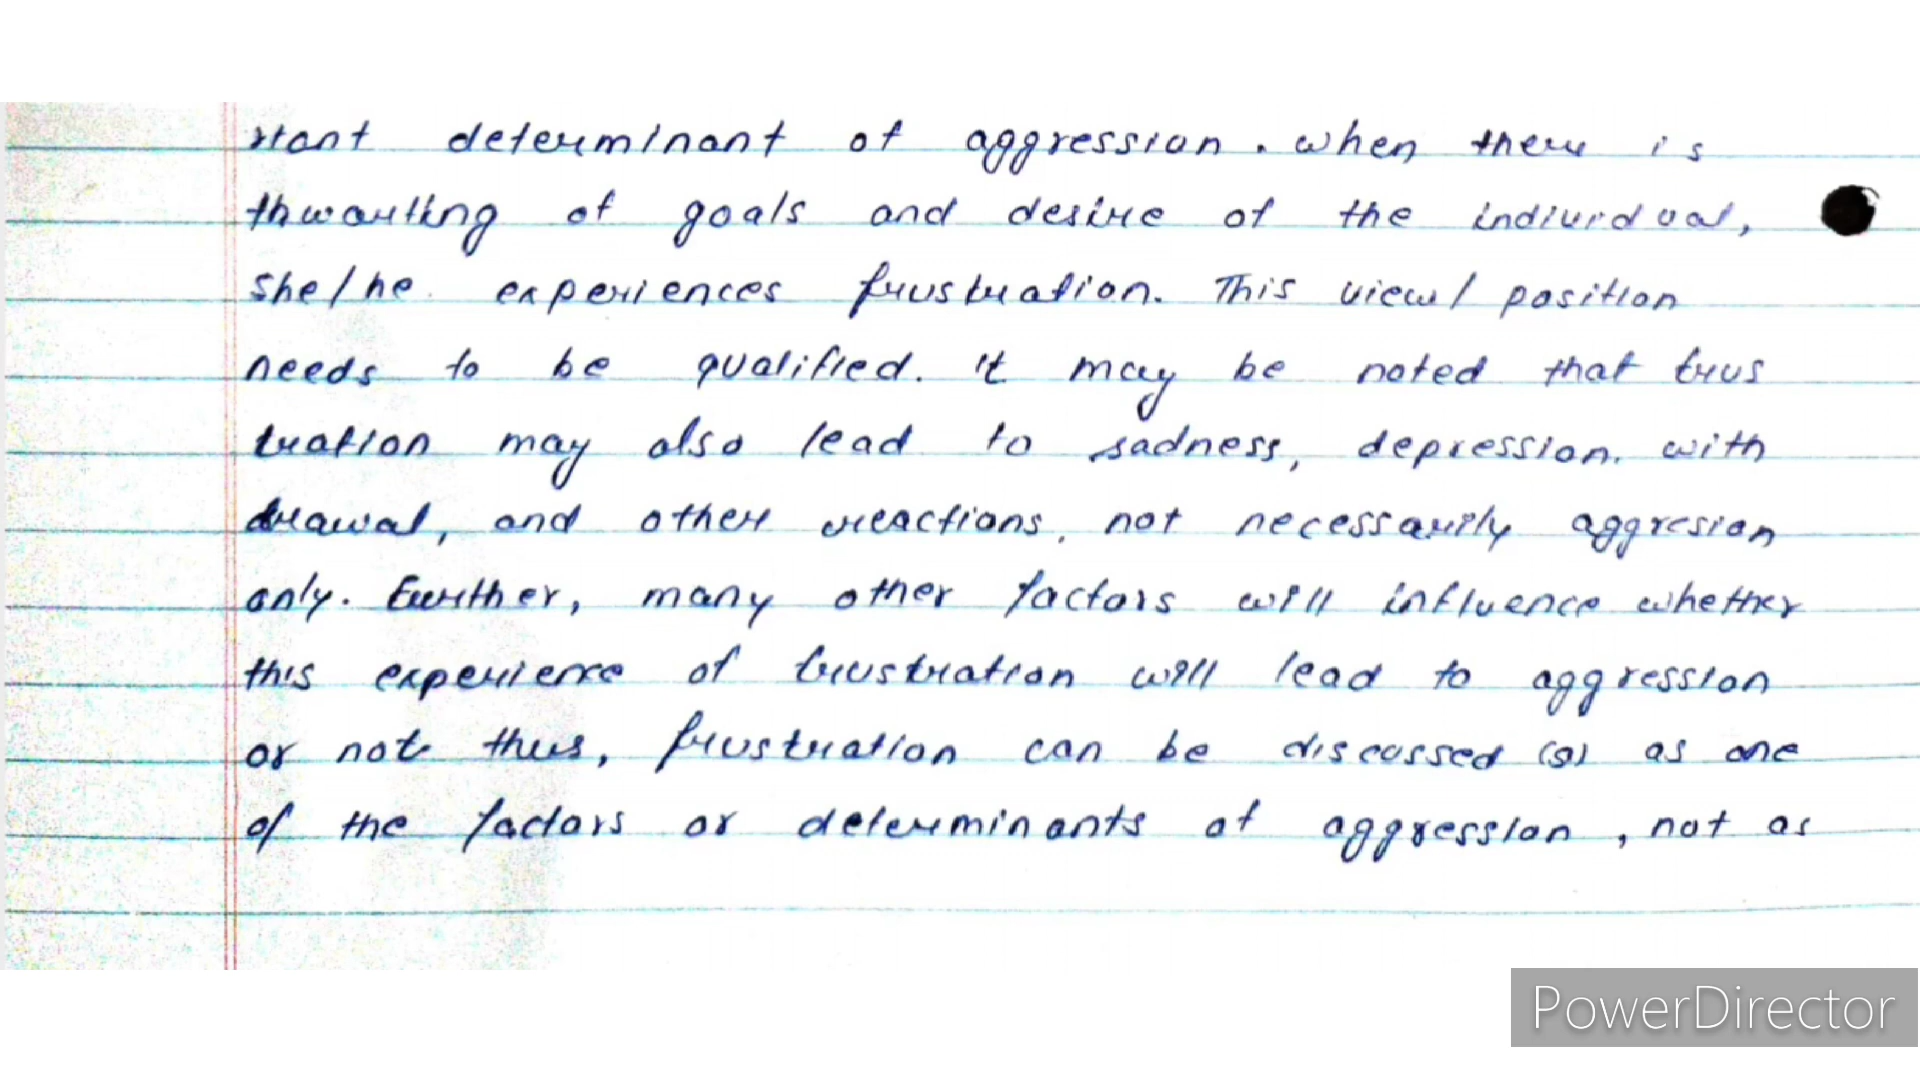 rtant determinant of aggression. when there is
thwarting of goals and desire of the individual,
she/he experiences frustration. This view/position
needs to be qualified. it may be noted that frus
tration may also lead to sadness, depression. with
drawal, and other reactions, not necessarily aggresion
only. Further, many other factors will influence whether
this experience of frustration will lead to aggression
or not thus, frustration can be discussed (s) as one
of the factors or determinants of aggression, not as
PowerDirector